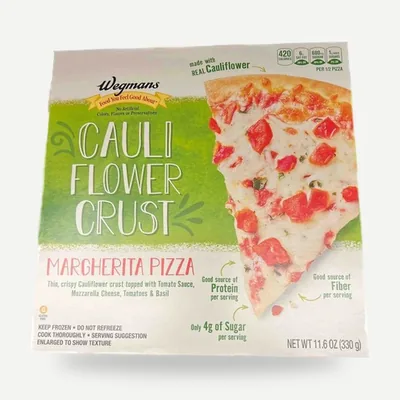 Wegmans
Food You Feel Good About
No Artificial
Colors, Flavors or Preservatives
CAULI
FLOWER
CRUST
MARGHERITA PIZZA
Thin, crispy Cauliflower crust topped with Tomato Sauce,
Mozzarella Cheese, Tomatoes & Basil
made with
REAL Cauliflower
420
CALORIES
PER 1/2 PIZZA
Good source of
Protein
per serving
Good source of
Fiber
per serving
Only 4g of Sugar
per serving
KEEP FROZEN • DO NOT REFREEZE
COOK THOROUGHLY • SERVING SUGGESTION
ENLARGED TO SHOW TEXTURE
NET WT 11.6 OZ (330 g)